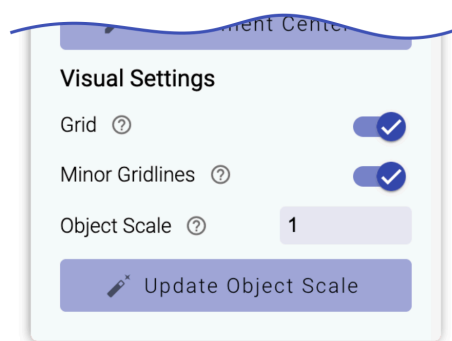 Visual Settings
Grid
Minor Gridlines
Object Scale 1
Update Object Scale